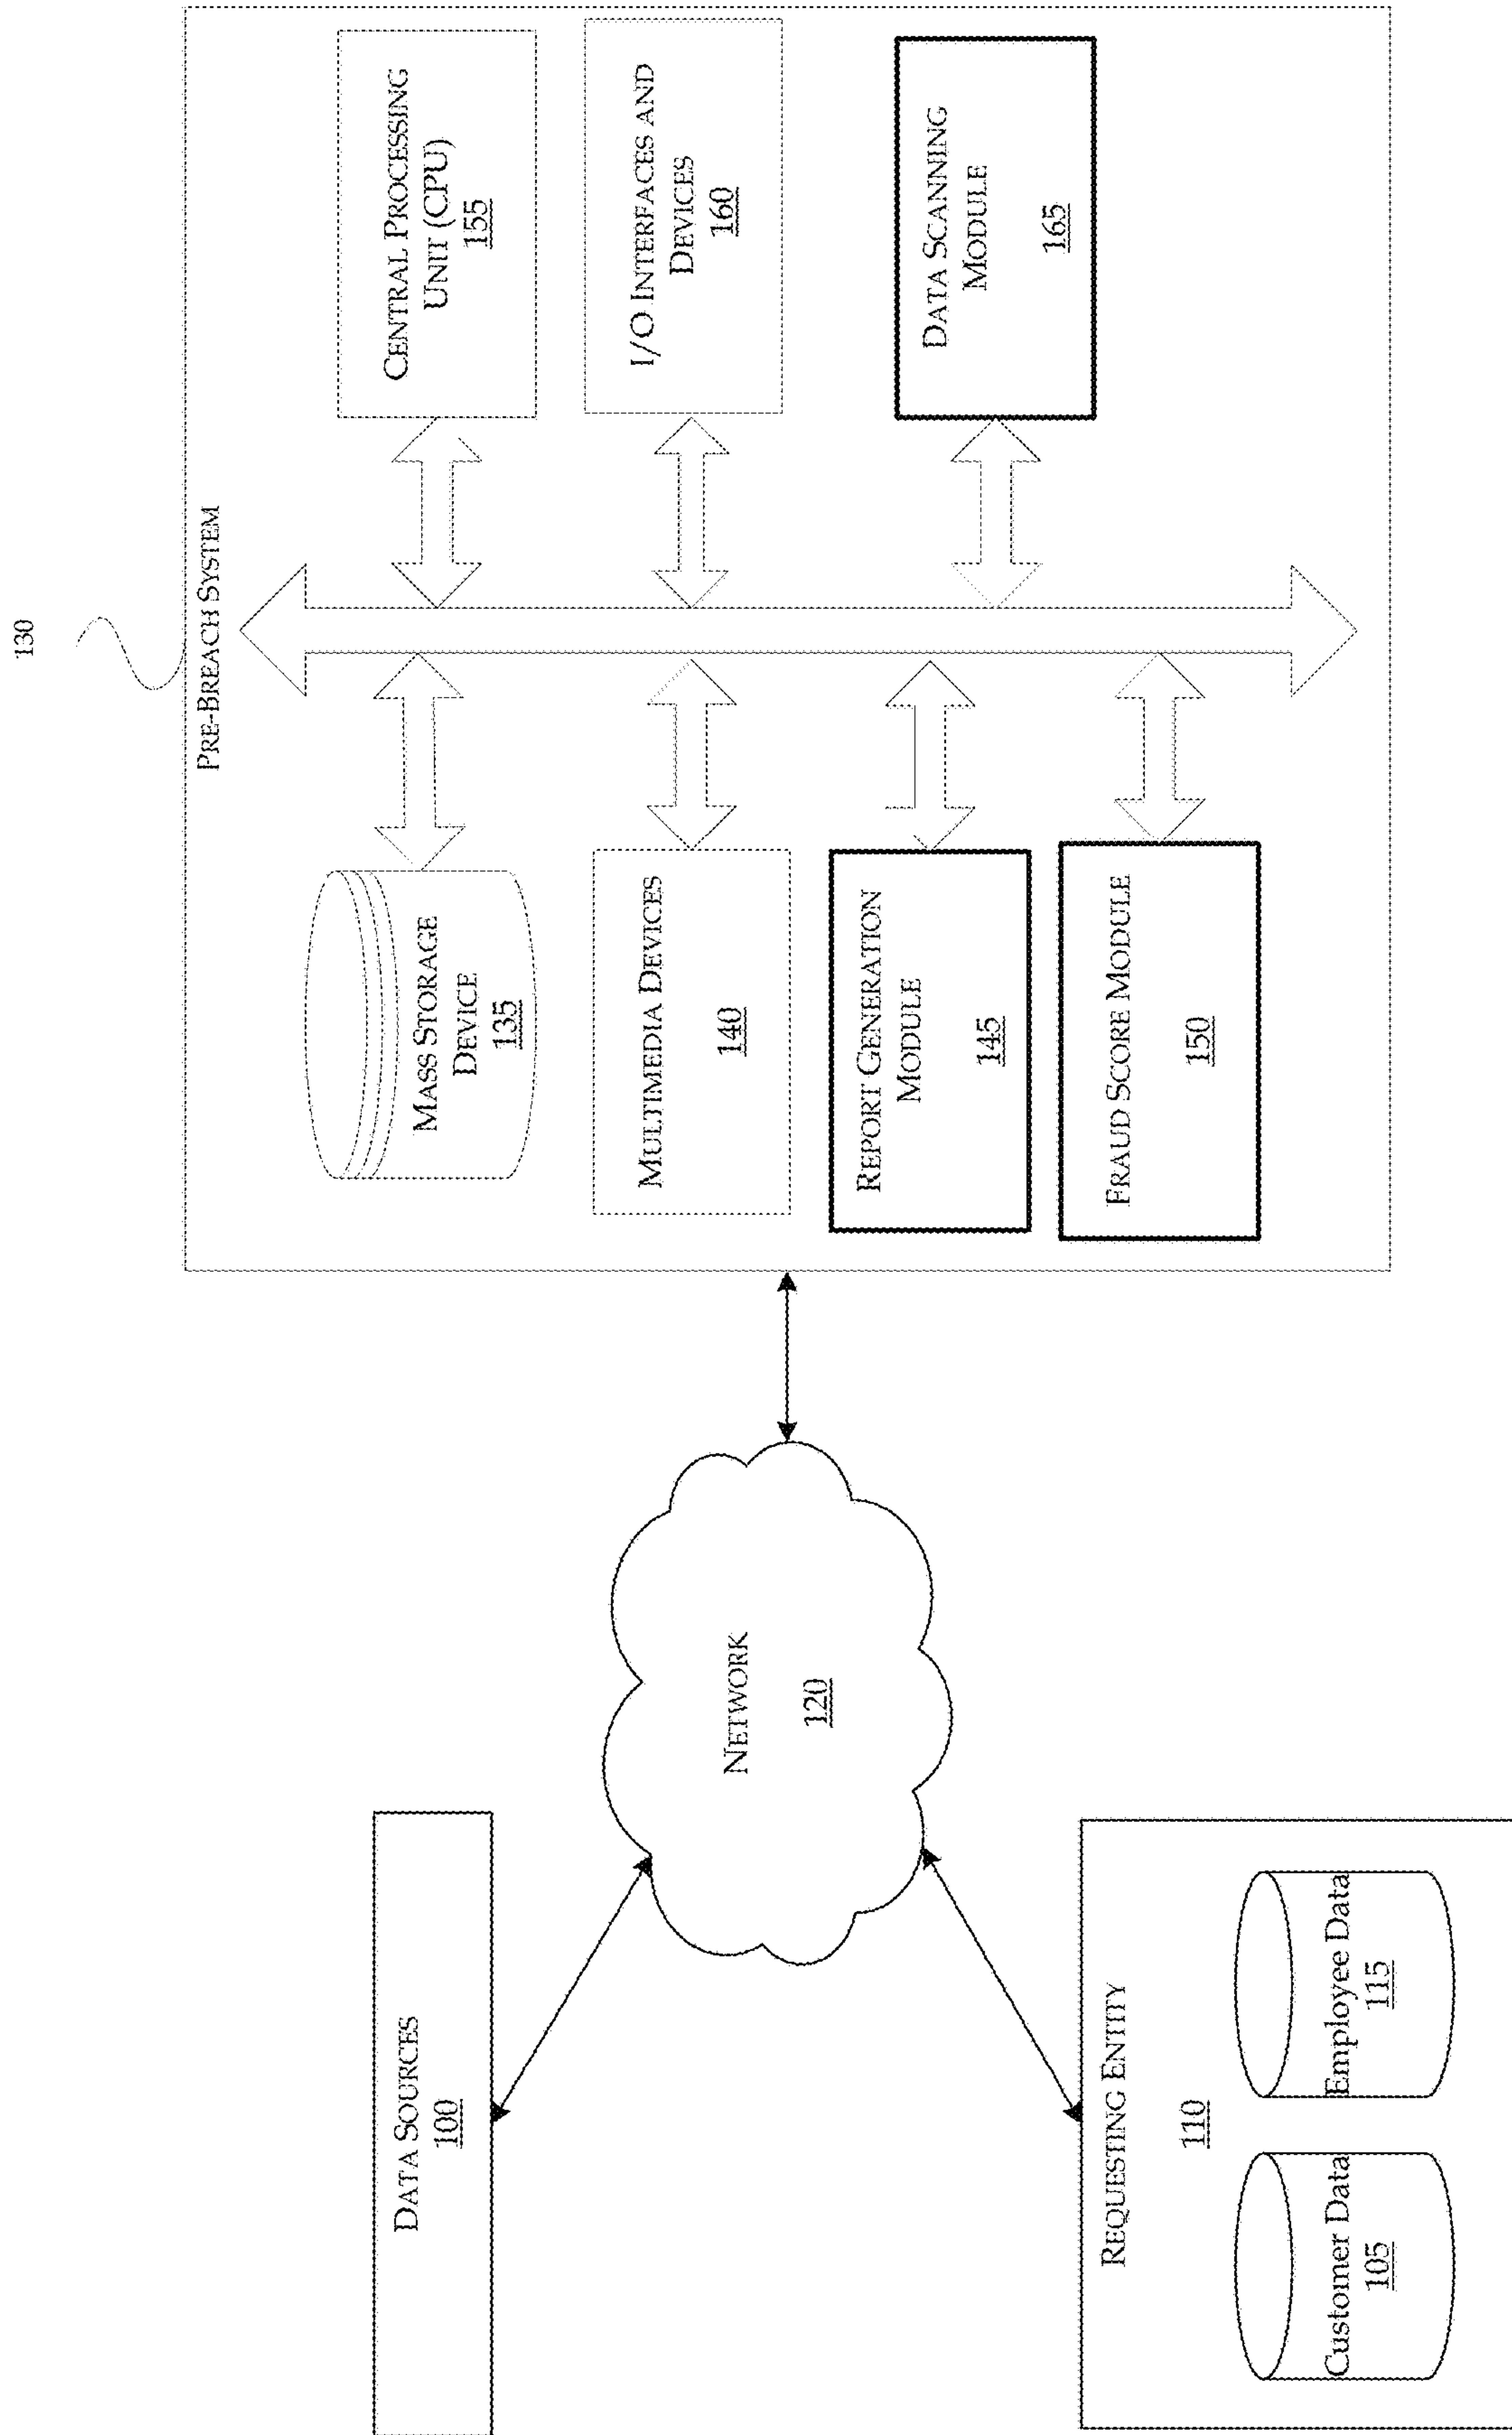 130
PRE-BREACH SYSTEM
MASS STORAGE
DEVICE
135
MULTIMEDIA DEVICES
140
REPORT GENERATION
MODULE
145
FRAUD SCORE MODULE
150
CENTRAL PROCESSING
UNIT (CPU)
155
I/O INTERFACES AND
DEVICES
160
DATA SCANNING
MODULE
165
NETWORK
120
DATA SOURCES
100
REQUESTING ENTITY
110
Customer Data
105
Employee Data
115